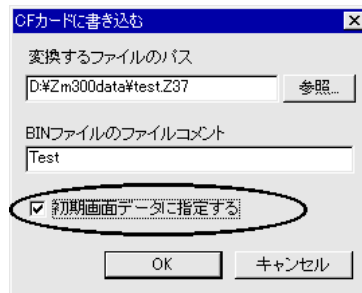 CFカードに書き込む
変換するファイルのパス
D:¥Zm300data¥test.Z37
参照...
BINファイルのファイルコメント
Test
初期画面データに指定する
OK
キャンセル